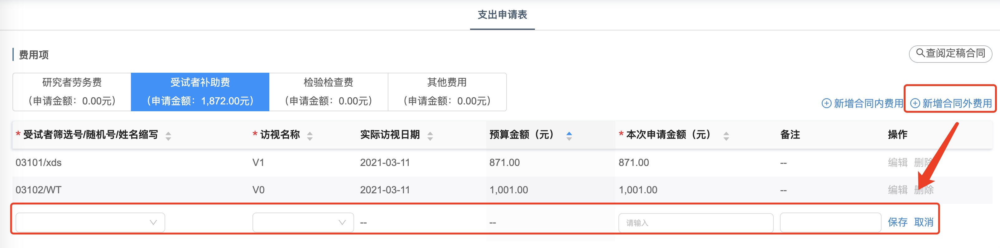 支出申请表
费用项
查阅定稿合同
研究者劳务费
（申请金额：0.00元）
受试者补助费
（申请金额：1,872.00元）
检验检查费
（申请金额：0.00元）
其他费用
（申请金额：0.00元）
新增合同内费用 新增合同外费用
* 受试者筛选号/随机号/姓名缩写 * 访视名称 实际访视日期 预算金额（元） * 本次申请金额（元） 备注 操作
03101/xds V1 2021-03-11 871.00 871.00 -- 编辑 删除
03102/WT V0 2021-03-11 1,001.00 1,001.00 -- 编辑 删除
-- -- 请输入 保存 取消